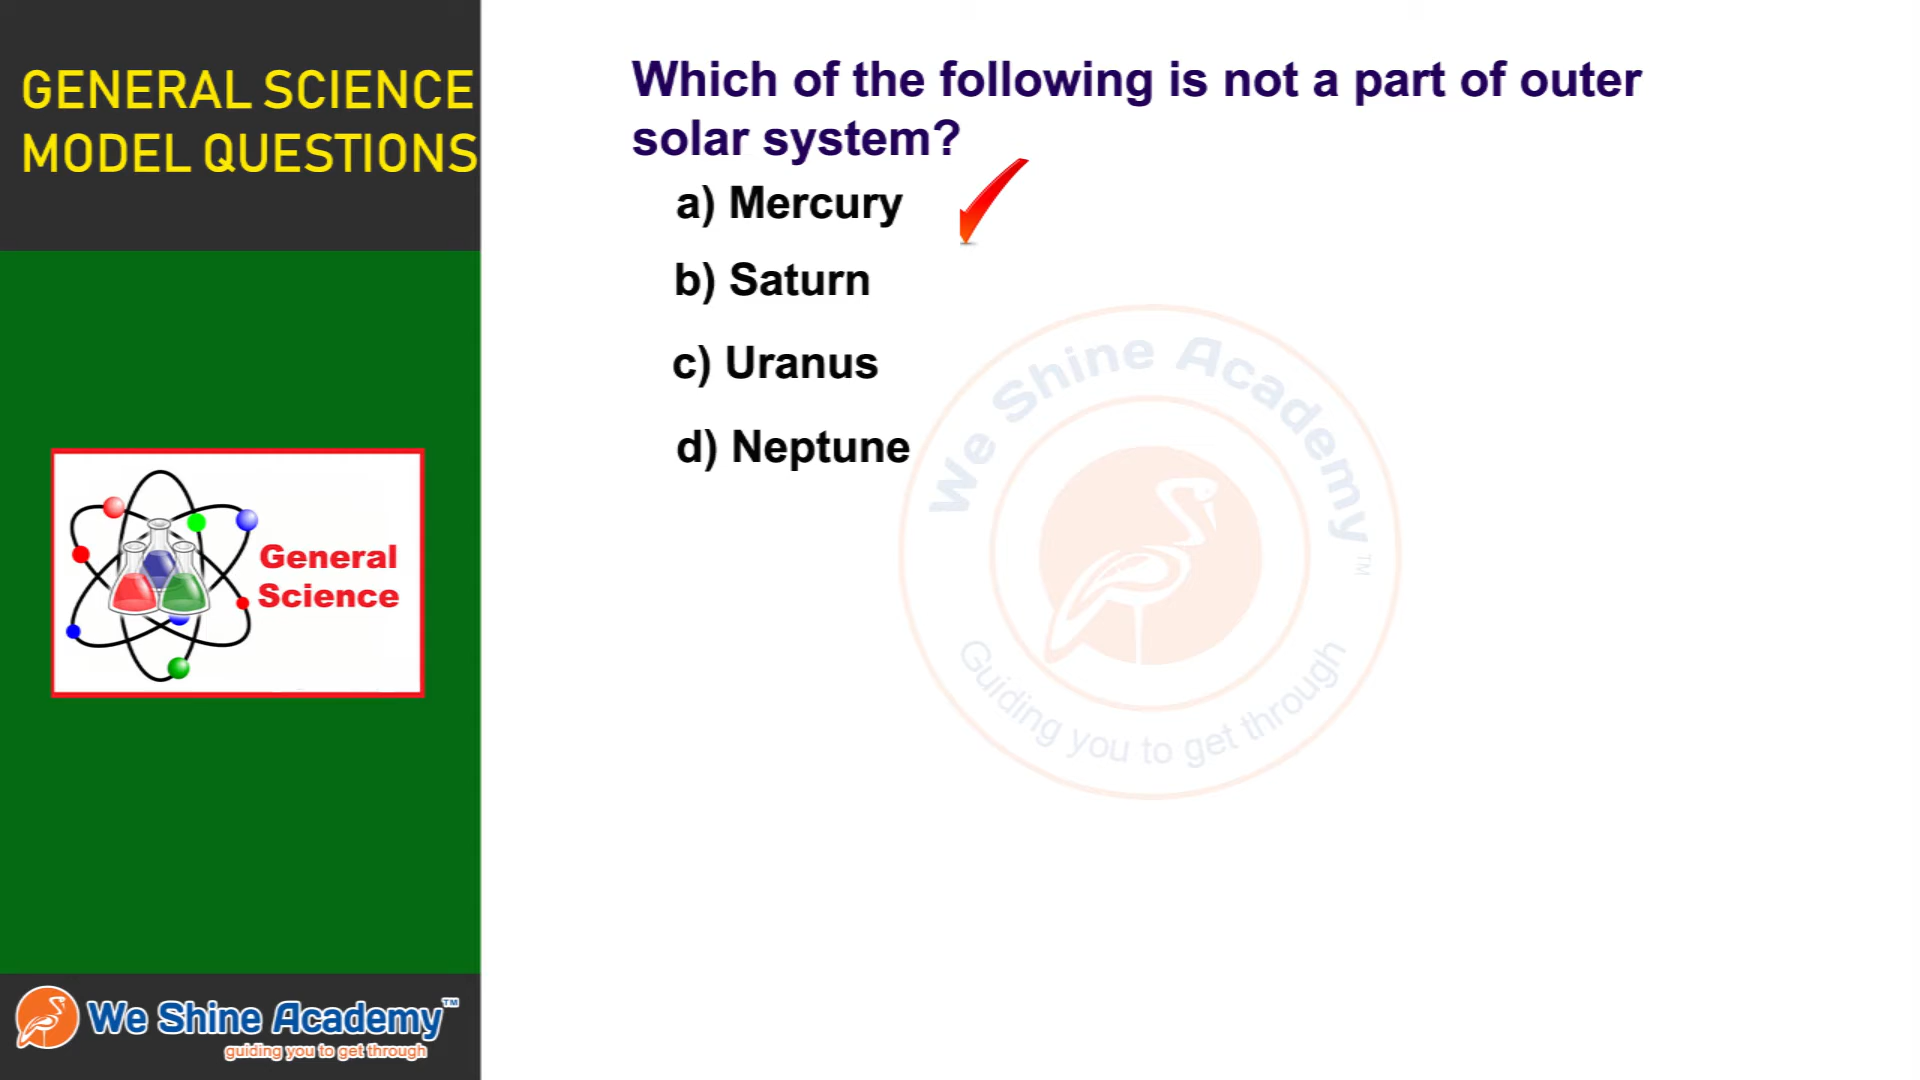 GENERAL SCIENCE
MODEL QUESTIONS
Which of the following is not a part of outer
solar system?
a) Mercury
b) Saturn
c) Uranus
d) Neptune
General
Science
We Shine Academy™
Guiding you to get through
We Shine Academy™
guiding you to get through